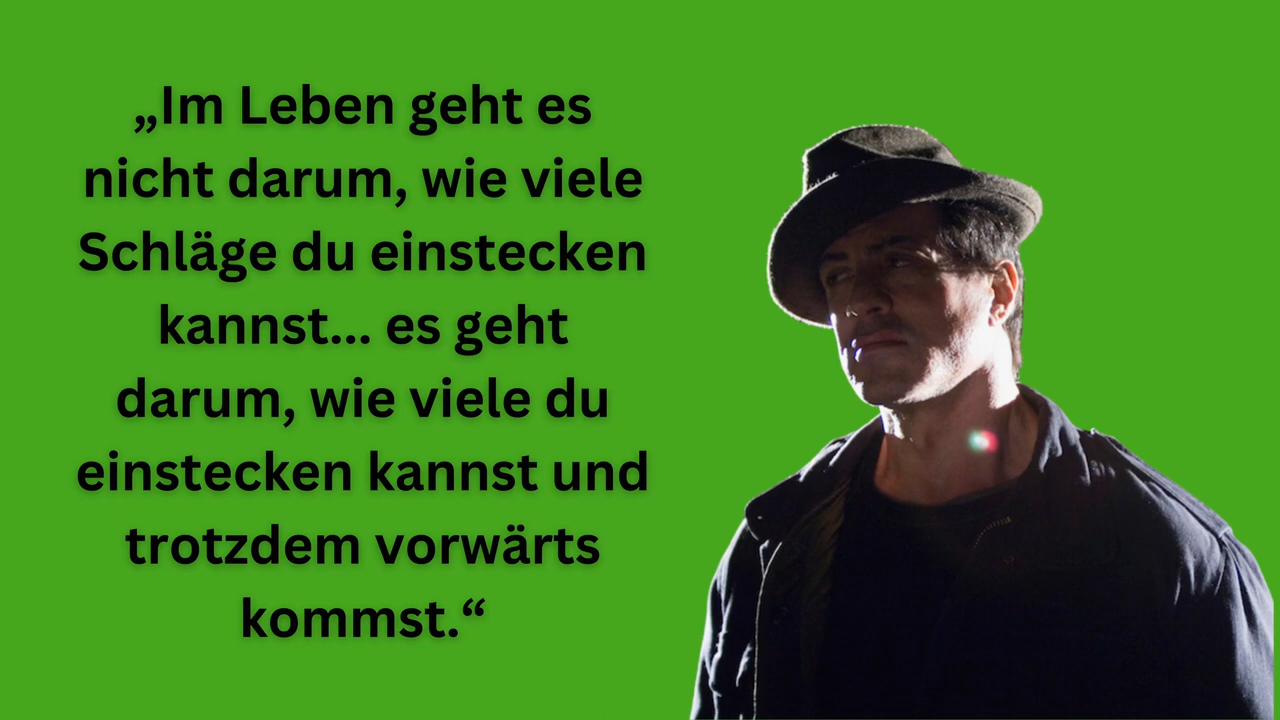 „Im Leben geht es
nicht darum, wie viele
Schläge du einstecken
kannst... es geht
darum, wie viele du
einstecken kannst und
trotzdem vorwärts
kommst.“